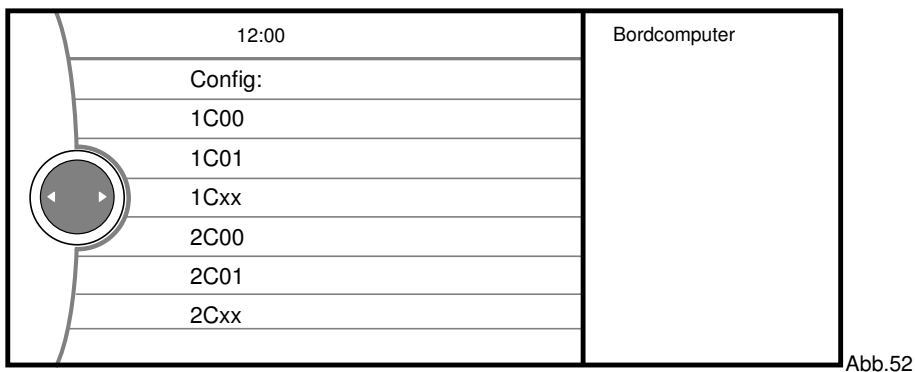 12:00
Bordcomputer
Config:
1C00
1C01
1Cxx
2C00
2C01
2Cxx
Abb.52